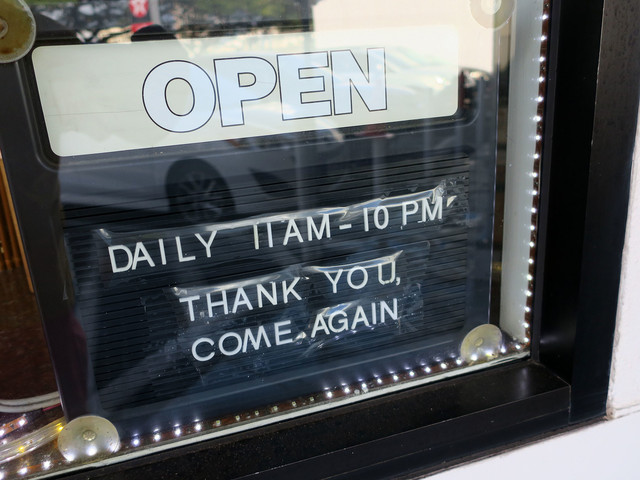 OPEN
DAILY 11AM-10 PM
THANK YOU,
COME AGAIN